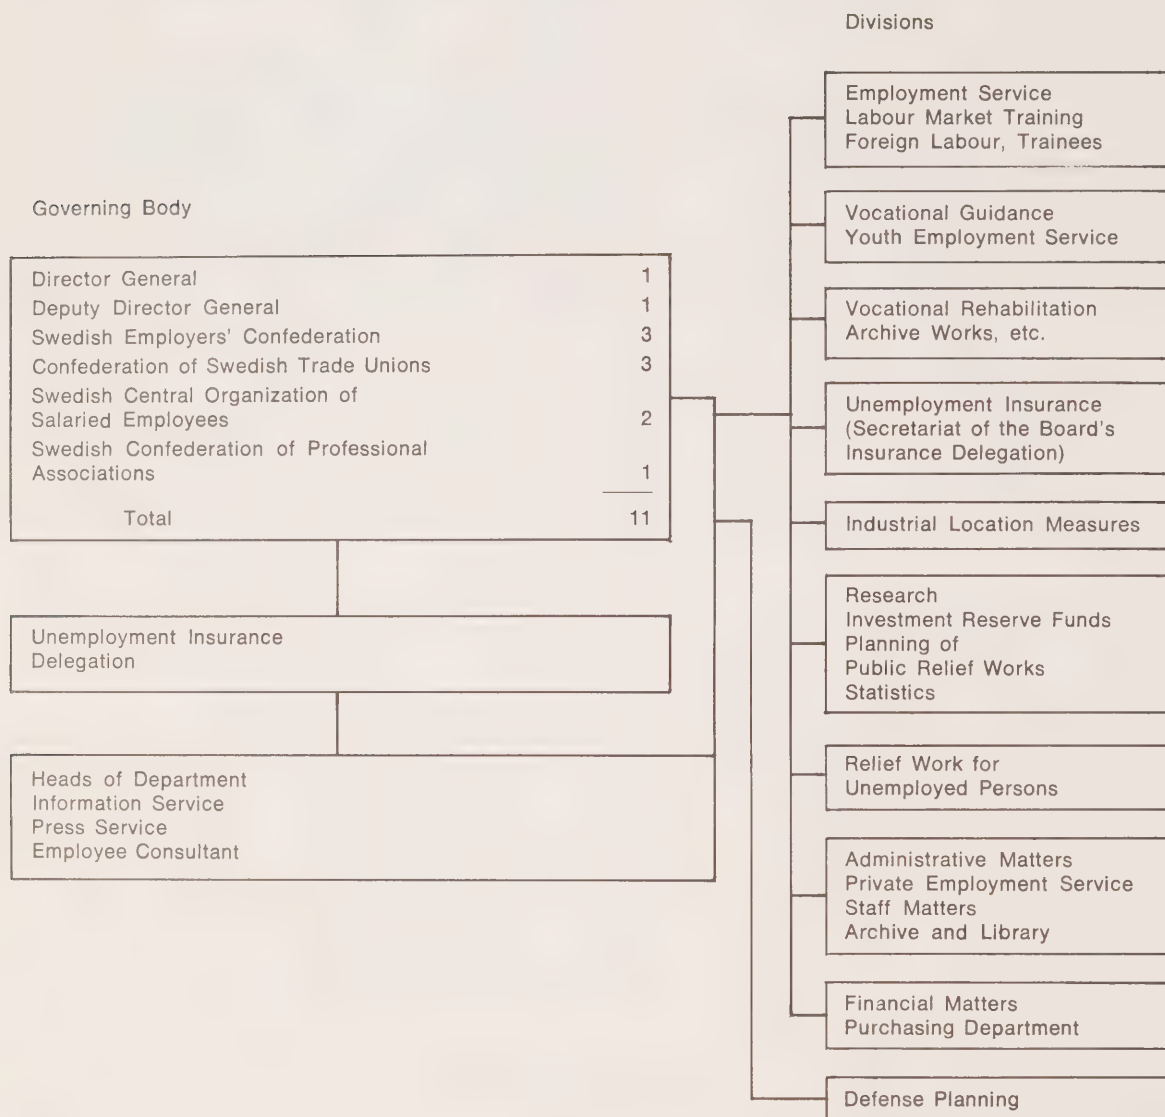 Governing Body
Director General 1
Deputy Director General 1
Swedish Employers' Confederation 3
Confederation of Swedish Trade Unions 3
Swedish Central Organization of
Salaried Employees 2
Swedish Confederation of Professional
Associations 1
Total 11
Unemployment Insurance
Delegation
Heads of Department
Information Service
Press Service
Employee Consultant
Divisions
Employment Service
Labour Market Training
Foreign Labour, Trainees
Vocational Guidance
Youth Employment Service
Vocational Rehabilitation
Archive Works, etc.
Unemployment Insurance
(Secretariat of the Board's
Insurance Delegation)
Industrial Location Measures
Research
Investment Reserve Funds
Planning of
Public Relief Works
Statistics
Relief Work for
Unemployed Persons
Administrative Matters
Private Employment Service
Staff Matters
Archive and Library
Financial Matters
Purchasing Department
Defense Planning